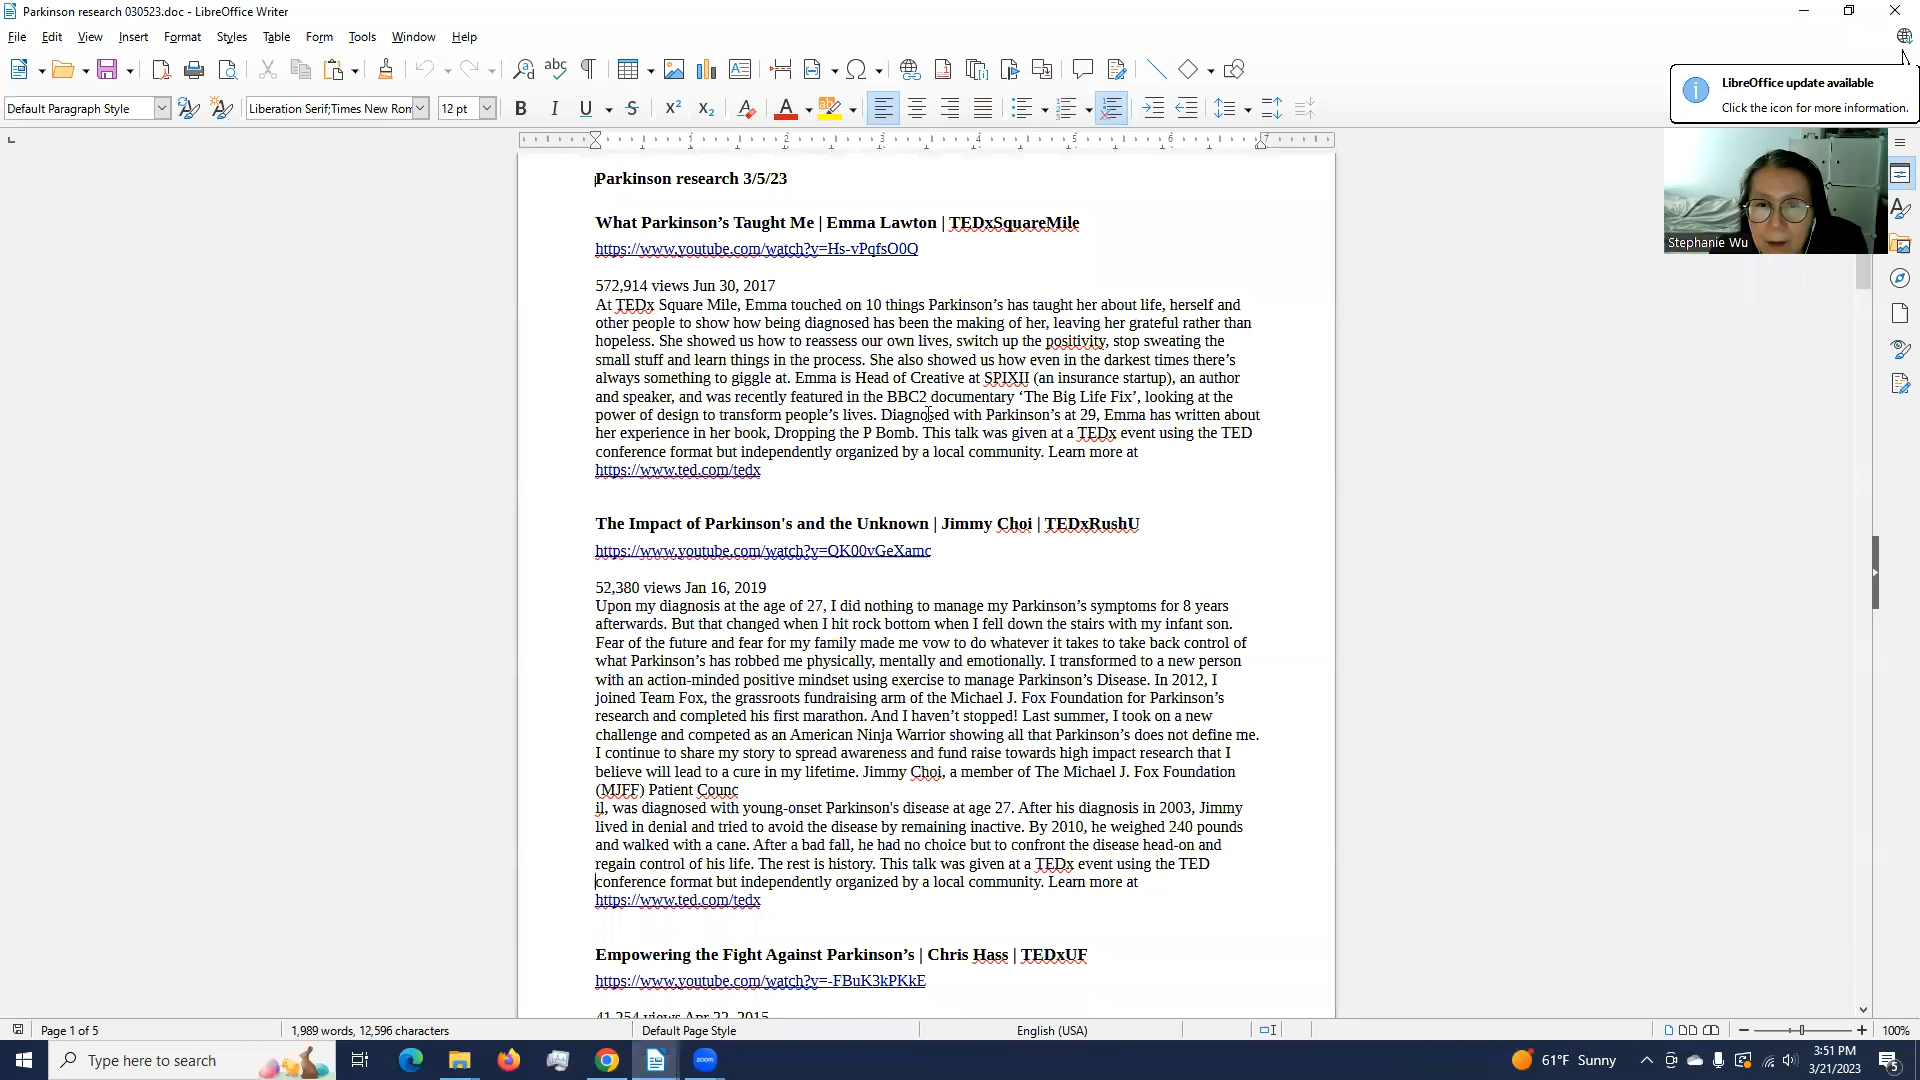 Parkinson research 030523.doc - LibreOffice Writer
File Edit View Insert Format Styles Table Form Tools Window Help
LibreOffice update available
Click the icon for more information.
Default Paragraph Style
Liberation Serif;Times New Rom
12 pt
Stephanie Wu
1 2 3 4 5 6 7
Parkinson research 3/5/23
What Parkinson’s Taught Me | Emma Lawton | TEDxSquareMile
https://www.youtube.com/watch?v=Hs-vPqfsO0Q
572,914 views Jun 30, 2017
At TEDx Square Mile, Emma touched on 10 things Parkinson’s has taught her about life, herself and
other people to show how being diagnosed has been the making of her, leaving her grateful rather than
hopeless. She showed us how to reassess our own lives, switch up the positivity, stop sweating the
small stuff and learn things in the process. She also showed us how even in the darkest times there’s
always something to giggle at. Emma is Head of Creative at SPIXII (an insurance startup), an author
and speaker, and was recently featured in the BBC2 documentary ‘The Big Life Fix’, looking at the
power of design to transform people’s lives. Diagnosed with Parkinson’s at 29, Emma has written about
her experience in her book, Dropping the P Bomb. This talk was given at a TEDx event using the TED
conference format but independently organized by a local community. Learn more at
https://www.ted.com/tedx
The Impact of Parkinson's and the Unknown | Jimmy Choi | TEDxRushU
https://www.youtube.com/watch?v=QK00vGeXamc
52,380 views Jan 16, 2019
Upon my diagnosis at the age of 27, I did nothing to manage my Parkinson’s symptoms for 8 years
afterwards. But that changed when I hit rock bottom when I fell down the stairs with my infant son.
Fear of the future and fear for my family made me vow to do whatever it takes to take back control of
what Parkinson’s has robbed me physically, mentally and emotionally. I transformed to a new person
with an action-minded positive mindset using exercise to manage Parkinson’s Disease. In 2012, I
joined Team Fox, the grassroots fundraising arm of the Michael J. Fox Foundation for Parkinson’s
research and completed his first marathon. And I haven’t stopped! Last summer, I took on a new
challenge and competed as an American Ninja Warrior showing all that Parkinson’s does not define me.
I continue to share my story to spread awareness and fund raise towards high impact research that I
believe will lead to a cure in my lifetime. Jimmy Choi, a member of The Michael J. Fox Foundation
(MJFF) Patient Counc
il, was diagnosed with young-onset Parkinson's disease at age 27. After his diagnosis in 2003, Jimmy
lived in denial and tried to avoid the disease by remaining inactive. By 2010, he weighed 240 pounds
and walked with a cane. After a bad fall, he had no choice but to confront the disease head-on and
regain control of his life. The rest is history. This talk was given at a TEDx event using the TED
conference format but independently organized by a local community. Learn more at
https://www.ted.com/tedx
Empowering the Fight Against Parkinson’s | Chris Hass | TEDxUF
https://www.youtube.com/watch?v=-FBuK3kPKkE
41,254 views Apr 22, 2015
Page 1 of 5
1,989 words, 12,596 characters
Default Page Style
English (USA)
100%
Type here to search
zoom
61°F Sunny
3:51 PM
3/21/2023
5